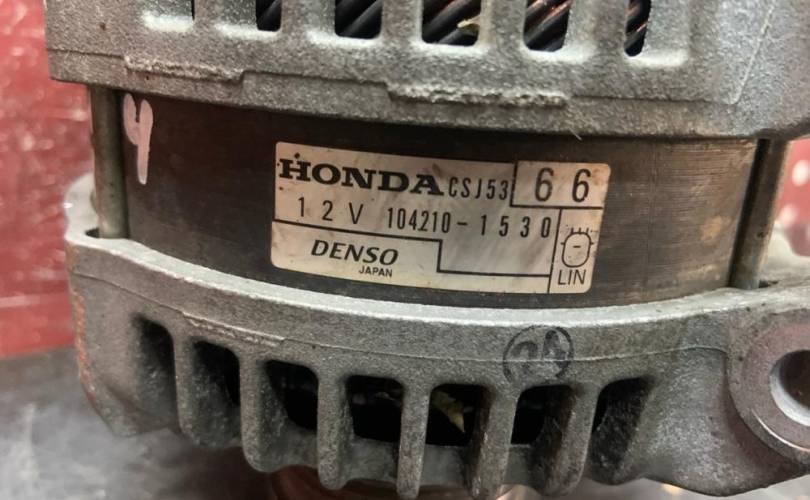 4
HONDA CSJ53 66
12V 104210-1530
DENSO
JAPAN
LIN